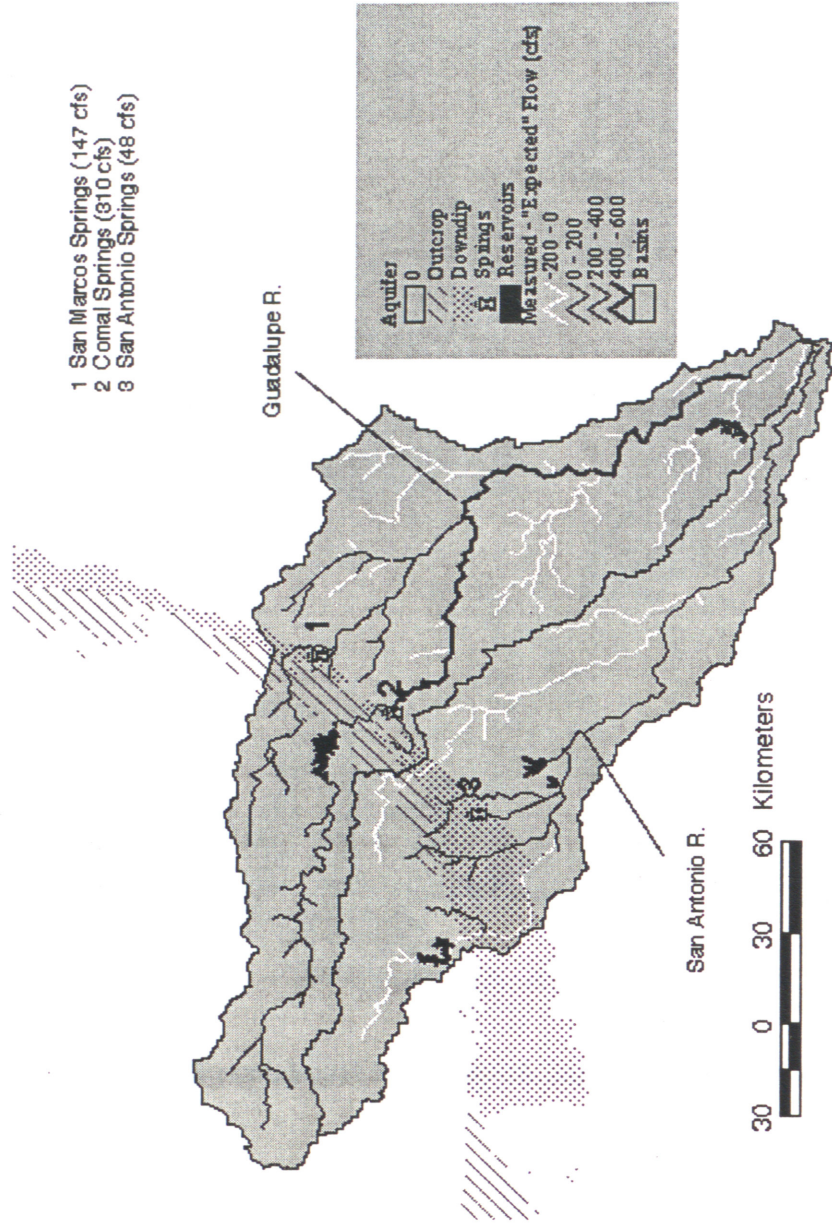 1 San Marcos Springs (147 cfs)
2 Comal Springs (310 cfs)
3 San Antonio Springs (48 cfs)
Guadalupe R.
Aquifer
0
Outcrop
Downdip
Springs
Reservoirs
Measured - "Expected" Flow (cfs)
-200 - 0
0 - 200
200 - 400
400 - 600
Basins
1
2
3
San Antonio R.
30 0 30 60 Kilometers